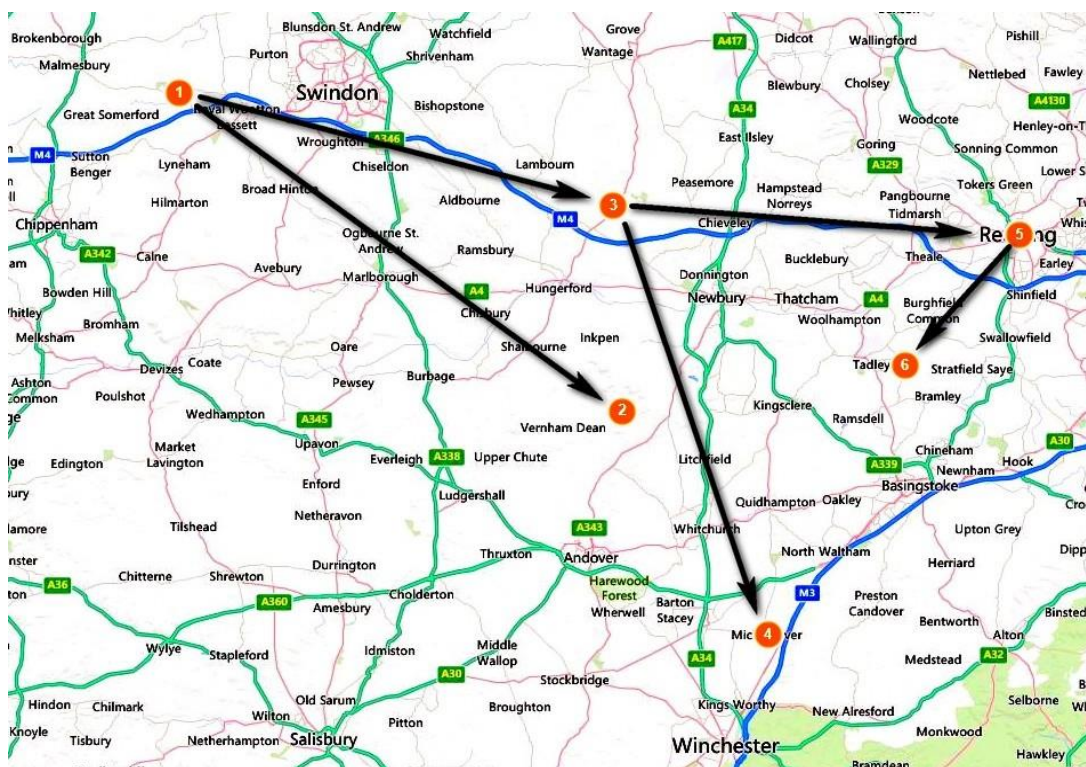 Brokenborough
Malmesbury
Blunsdon St. Andrew
Purton
Watchfield
Shrivenham
Grove
Wantage
A417
Didcot
Wallingford
Pishill
Nettlebed
Fawley
1
Great Somerford
Swindon
Bishopstone
Blewbury
Cholsey
A4130
Bassett
A34
Woodcote
Henley-on-T
M4
Sutton
Benger
Lyneham
Wroughton
A346
Chiseldon
Lambourn
East Ilsley
Goring
A329
Sonning Common
Hilmarton
Broad Hinton
Aldbourne
3
Peasemore
Hampstead
Norreys
Pangbourne
Tidmarsh
Tokers Green
Lower S
Chippenham
M4
Chieveley
5
Whis
A342
Calne
Ogbourne St.
Andrew
Ramsbury
Bucklebury
Theale
Earley
am
Avebury
Marlborough
Donnington
Bowden Hill
A4
Chisbury
Hungerford
Newbury
Thatcham
A4
Burghfield
Common
Shinfield
Whitley
Bromham
Woolhampton
Melksham
Coate
Oare
Inkpen
Swallowfield
Devizes
Tadley
6
Stratfield Saye
Ashton
Common
Poulshot
Pewsey
Burbage
Bramley
Wedhampton
A345
2
Vernham Dean
Kingsclere
Ramsdell
Market
Lavington
Upavon
Everleigh
A338
Upper Chute
Litchfield
A339
Chineham
A30
Edington
Enford
Newnham
Hook
Basingstoke
bury
Ludgershall
Quidhampton
Oakley
Cro
Netheravon
Tilshead
A343
Whitchurch
Upton Grey
Thruxton
Andover
North Waltham
Dipp
Durrington
Herriard
A36
Chitterne
Shrewton
Harewood
Forest
A360
Cholderton
M3
Preston
Candover
Amesbury
Wherwell
Barton
Stacey
Binsted
Bentworth
4
Alton
Wylye
Stapleford
Idmiston
Middle
Wallop
A34
A32
A30
Stockbridge
Medstead
Hindon
Chilmark
Old Sarum
Broughton
Kings Worthy
New Alresford
Selborne
Wilton
Pitton
Knoyle
Tisbury
Netherhampton
Salisbury
Winchester
Monkwood
Hawkley
Bramdean